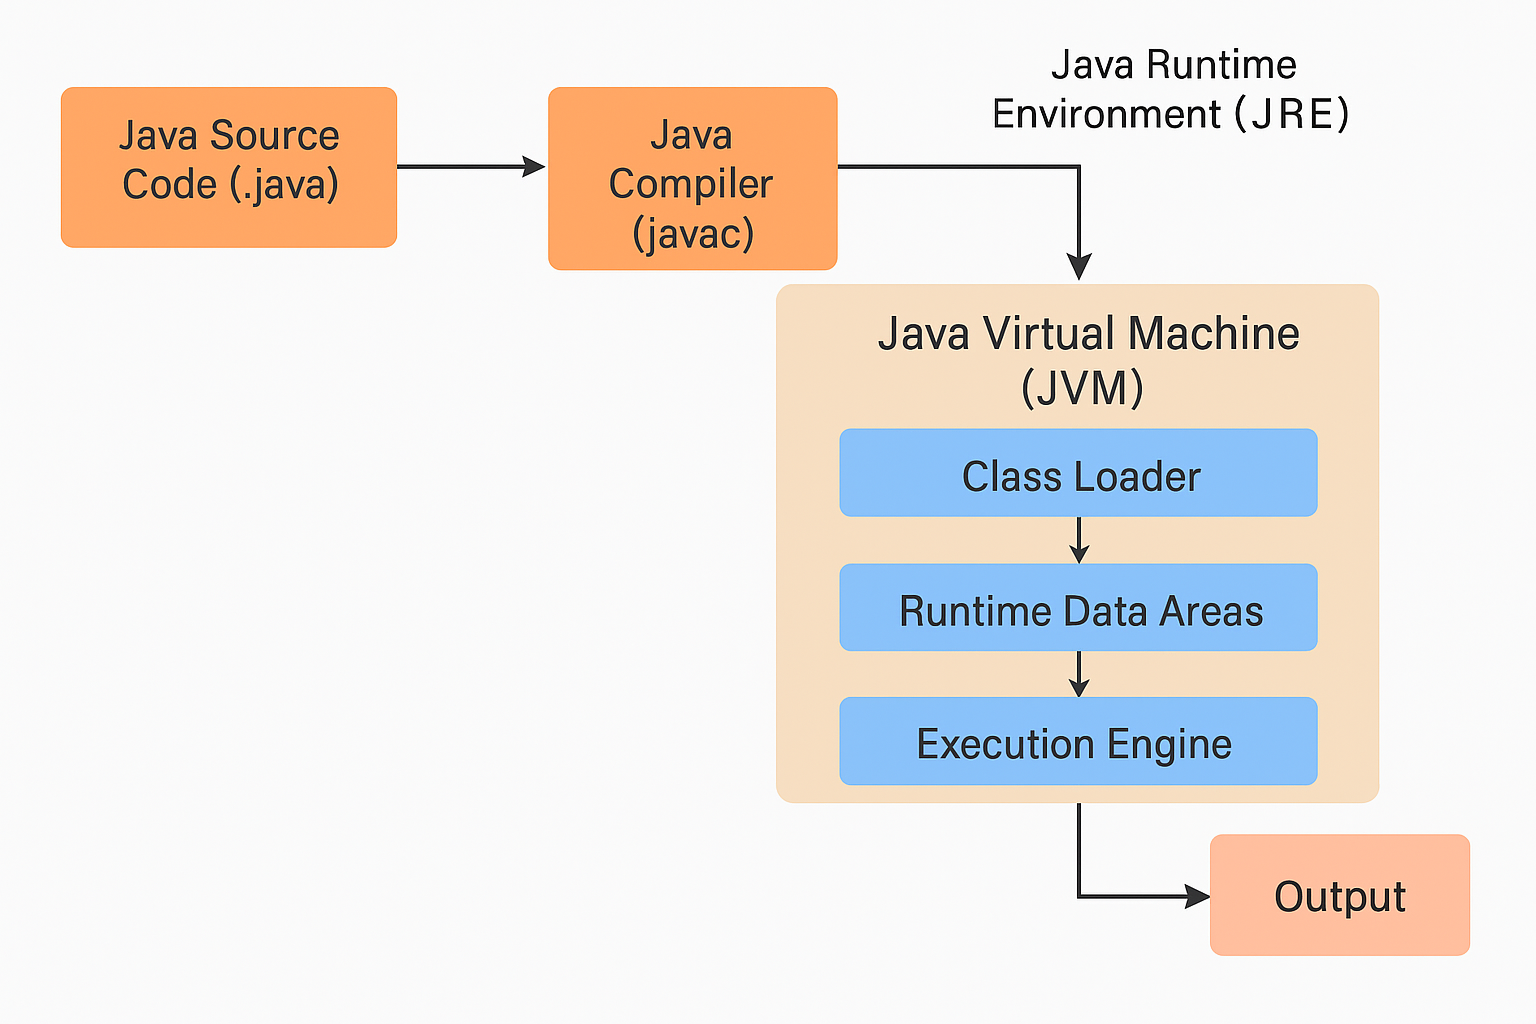 Java Source
Code (.java)
Java
Compiler
(javac)
Java Runtime
Environment (JRE)
Java Virtual Machine
(JVM)
Class Loader
Runtime Data Areas
Execution Engine
Output